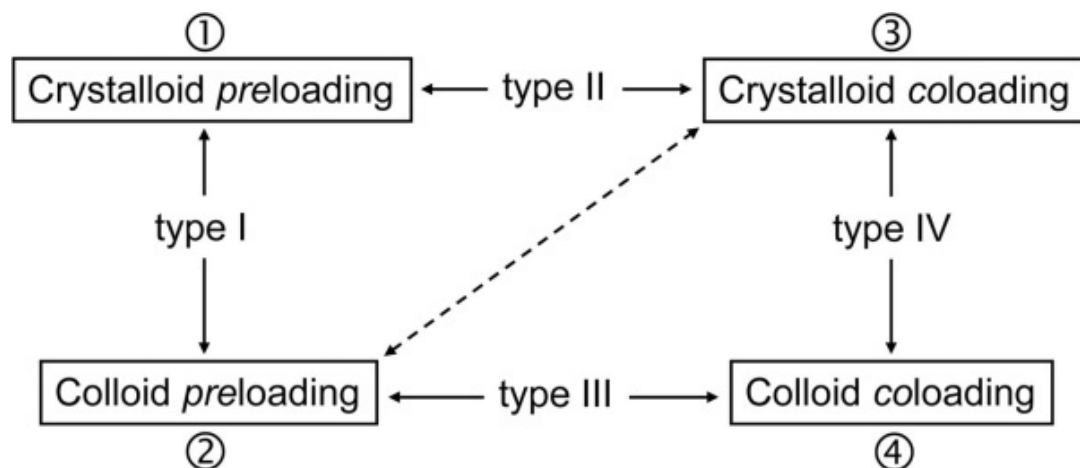 ① ③
Crystalloid preloading type II Crystalloid coloading
type I type IV
Colloid preloading type III Colloid coloading
② ④